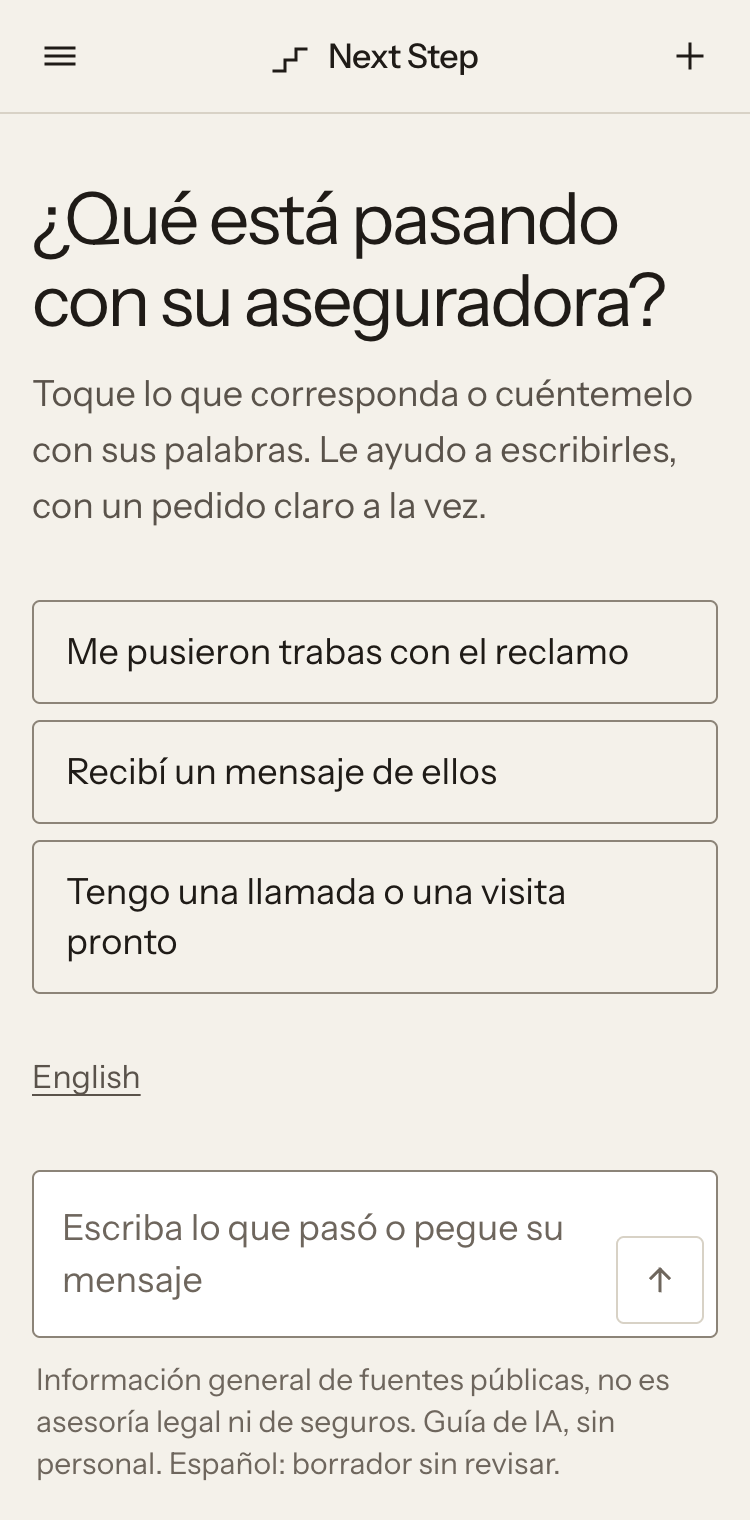 Next Step
¿Qué está pasando
con su aseguradora?
Toque lo que corresponda o cuéntemelo
con sus palabras. Le ayudo a escribirles,
con un pedido claro a la vez.
Me pusieron trabas con el reclamo
Recibí un mensaje de ellos
Tengo una llamada o una visita
pronto
English
Escriba lo que pasó o pegue su
mensaje
Información general de fuentes públicas, no es
asesoría legal ni de seguros. Guía de IA, sin
personal. Español: borrador sin revisar.